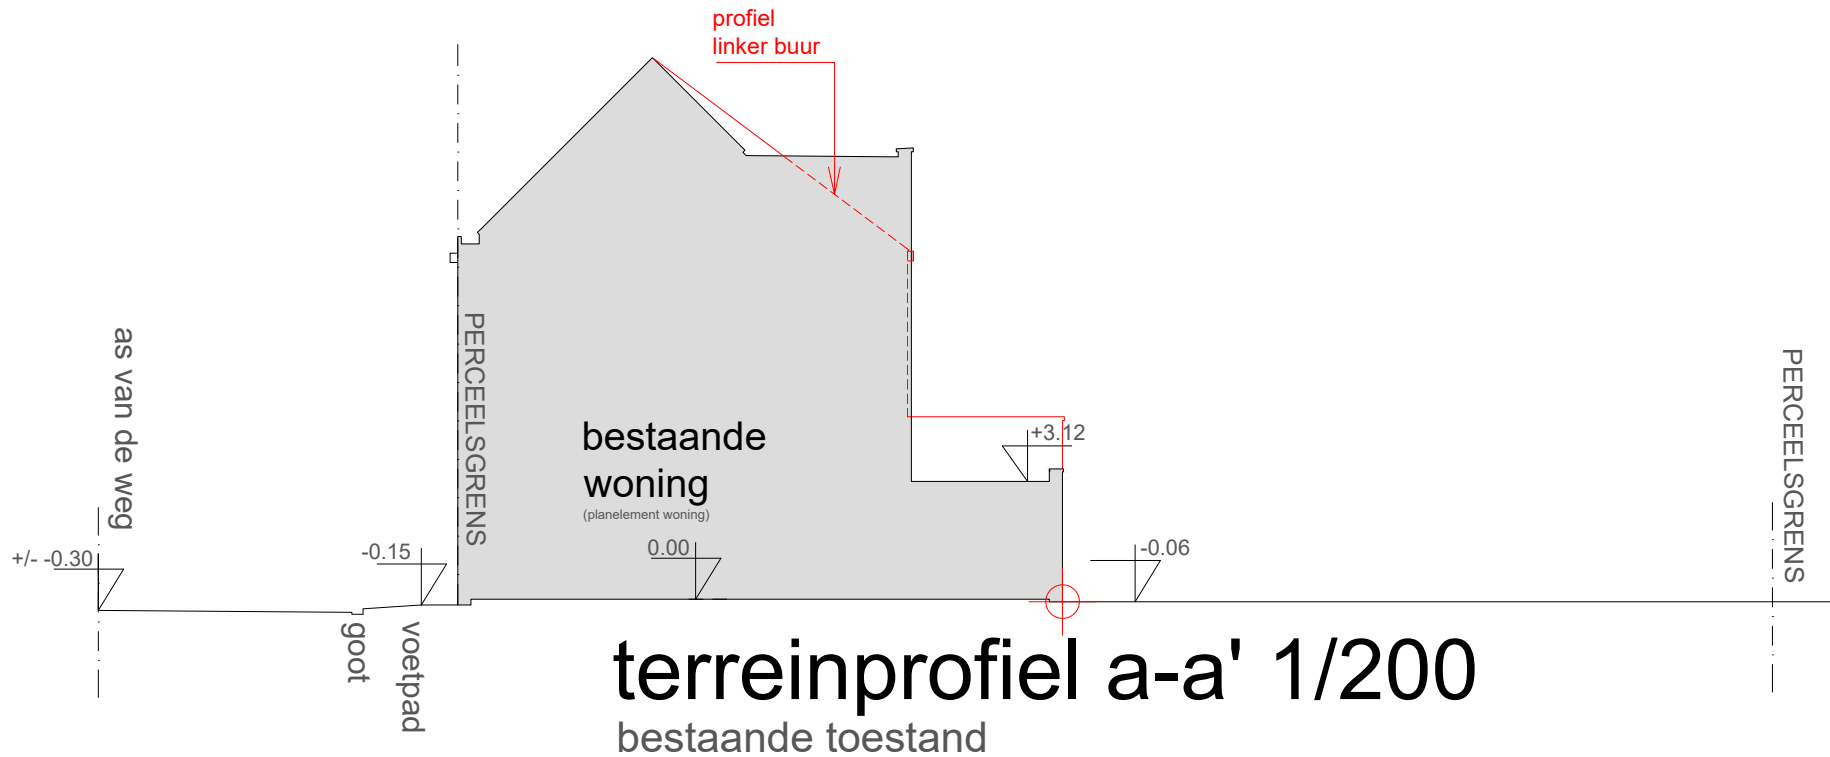 profiel
linker buur
as van de weg
PERCEELSGRENS
PERCEELSGRENS
bestaande
woning
(planelement woning)
+3.12
+/- -0.30
-0.15
0.00
-0.06
goot
voetpad
terreinprofiel a-a' 1/200
bestaande toestand